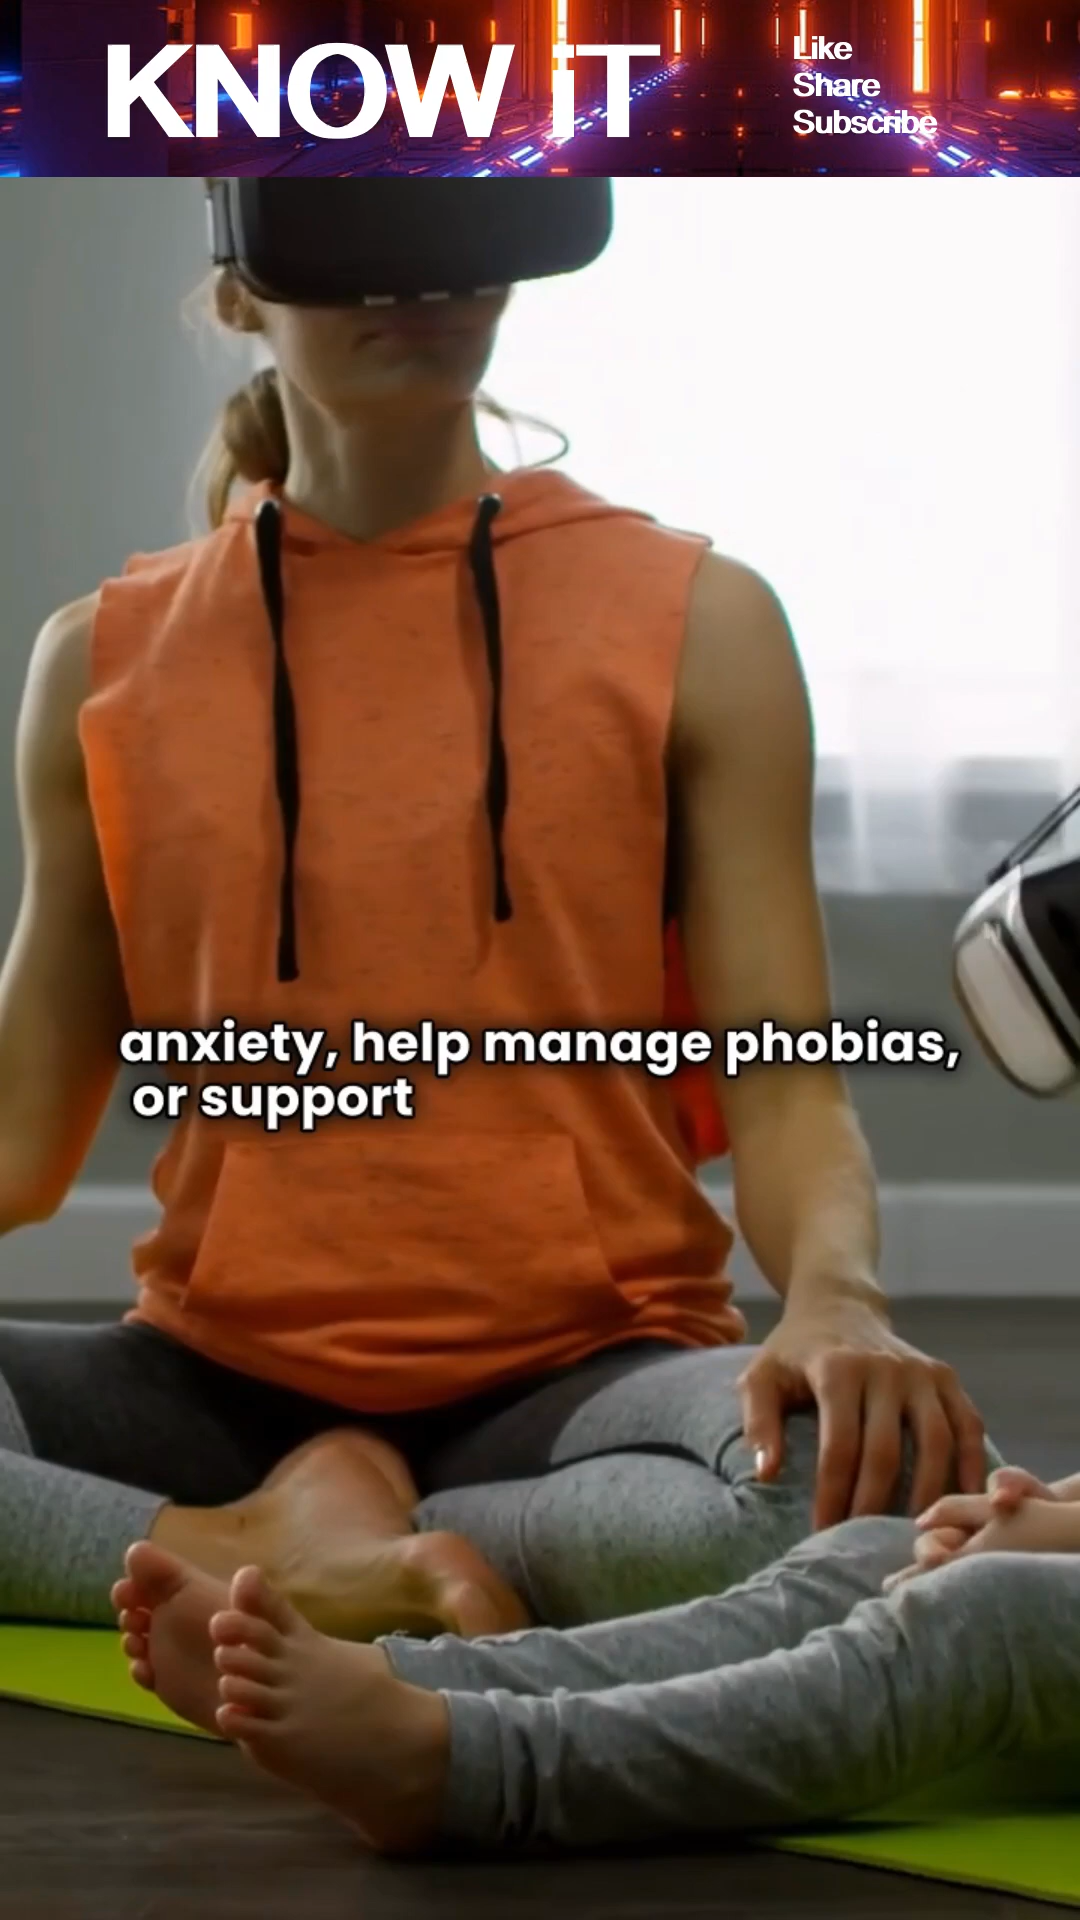 KNOW iT
Like
Share
Subscribe
anxiety, help manage phobias,
or support